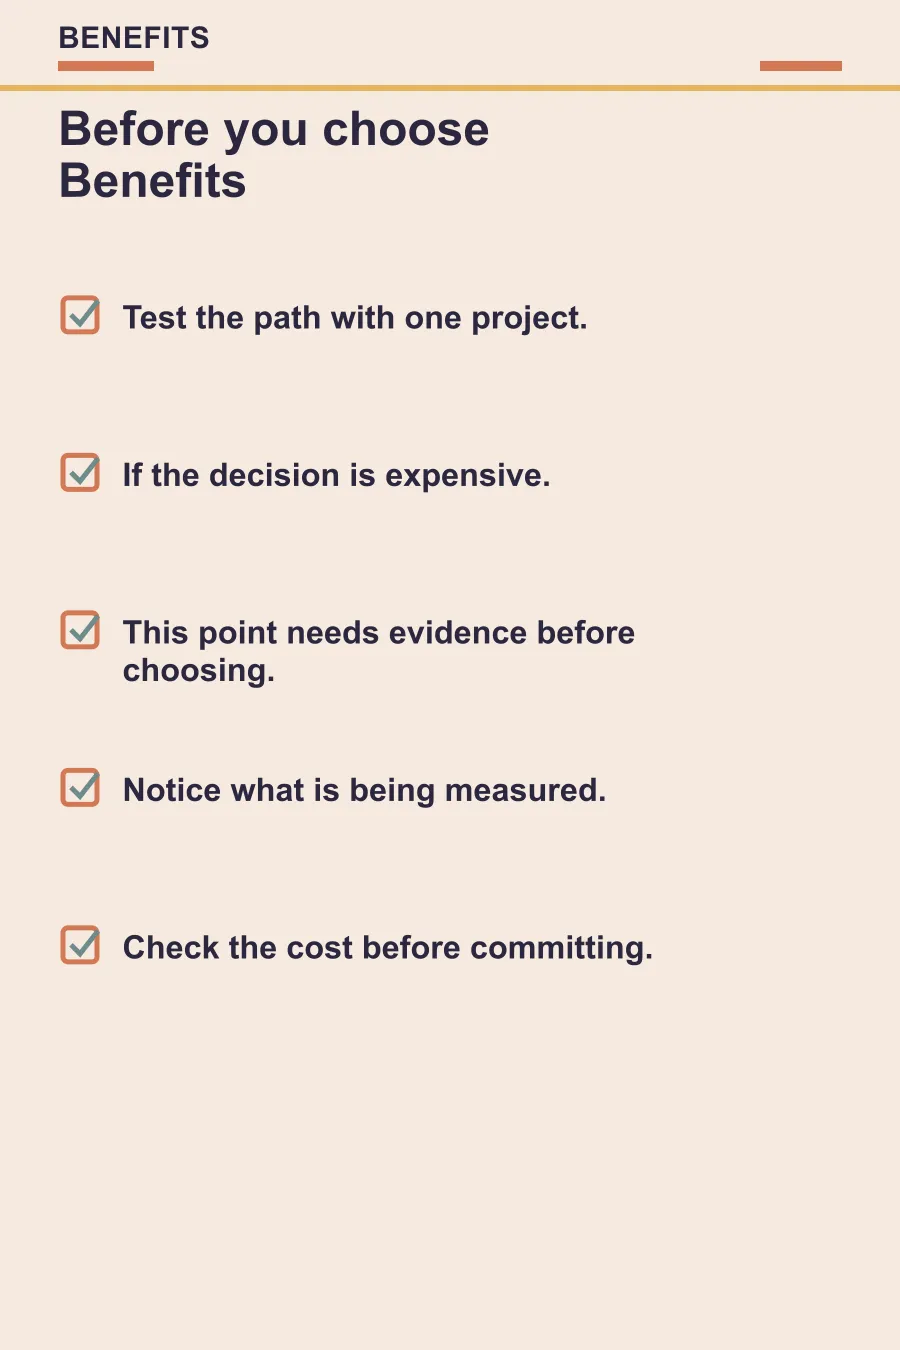 BENEFITS
Before you choose
Benefits
Test the path with one project.
If the decision is expensive.
This point needs evidence before
choosing.
Notice what is being measured.
Check the cost before committing.